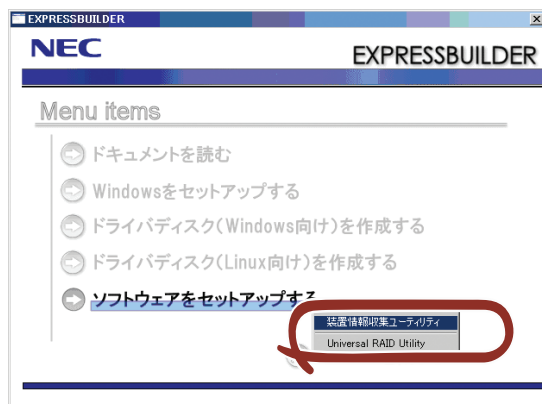 EXPRESSBUILDER
NEC
EXPRESSBUILDER
Menu items
ドキュメントを読む
Windowsをセットアップする
ドライバディスク(Windows向け)を作成する
ドライバディスク(Linux向け)を作成する
ソフトウェアをセットアップする
装置情報収集ユーティリティ
Universal RAID Utility